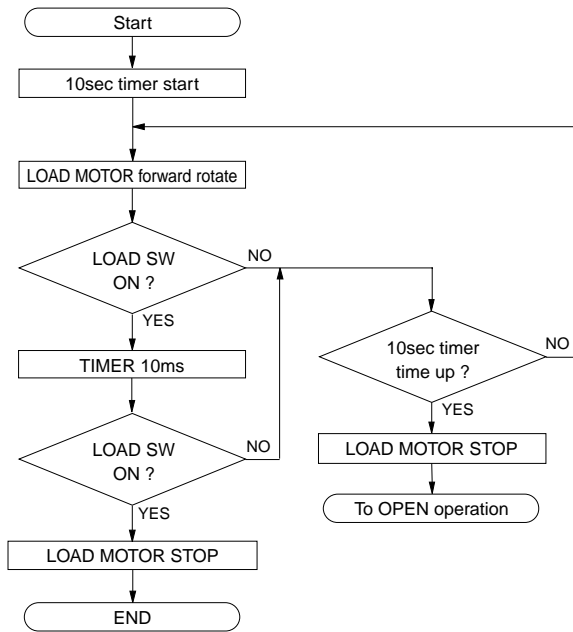 Start
10sec timer start
LOAD MOTOR forward rotate
LOAD SW
ON ?
NO
YES
TIMER 10ms
LOAD SW
ON ?
NO
YES
LOAD MOTOR STOP
END
10sec timer
time up ?
NO
YES
LOAD MOTOR STOP
To OPEN operation